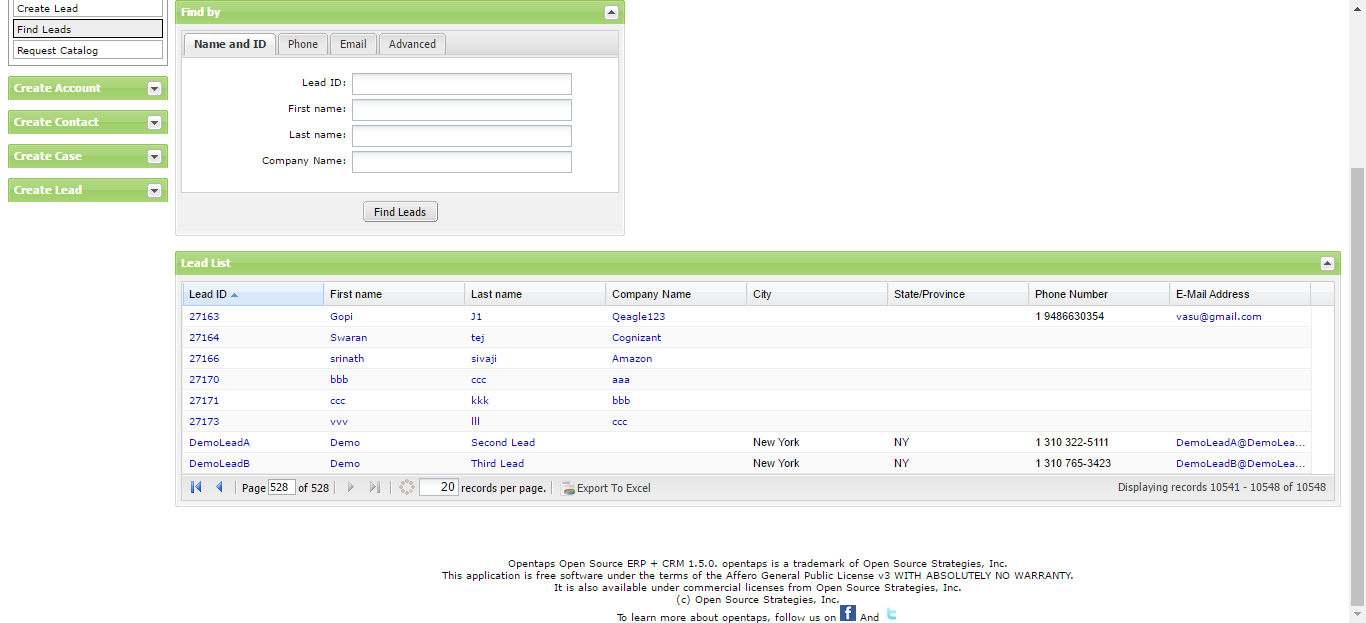 Create Lead
Find Leads
Request Catalog
Create Account
Create Contact
Create Case
Create Lead
Find by
Name and ID Phone Email Advanced
Lead ID:
First name:
Last name:
Company Name:
Find Leads
Lead List
Lead ID First name Last name Company Name City State/Province Phone Number E-Mail Address
27163 Gopi J1 Qeagle123 1 9486630354 vasu@gmail.com
27164 Swaran tej Cognizant
27166 srinath sivaji Amazon
27170 bbb ccc aaa
27171 ccc kkk bbb
27173 vvv lll ccc
DemoLeadA Demo Second Lead New York NY 1 310 322-5111 DemoLeadA@DemoLea...
DemoLeadB Demo Third Lead New York NY 1 310 765-3423 DemoLeadB@DemoLea...
Page 528 of 528 20 records per page. Export To Excel Displaying records 10541 - 10548 of 10548
Opentaps Open Source ERP + CRM 1.5.0. opentaps is a trademark of Open Source Strategies, Inc.
This application is free software under the terms of the Affero General Public License v3 WITH ABSOLUTELY NO WARRANTY.
It is also available under commercial licenses from Open Source Strategies, Inc.
(c) Open Source Strategies, Inc.
To learn more about opentaps, follow us on f And t